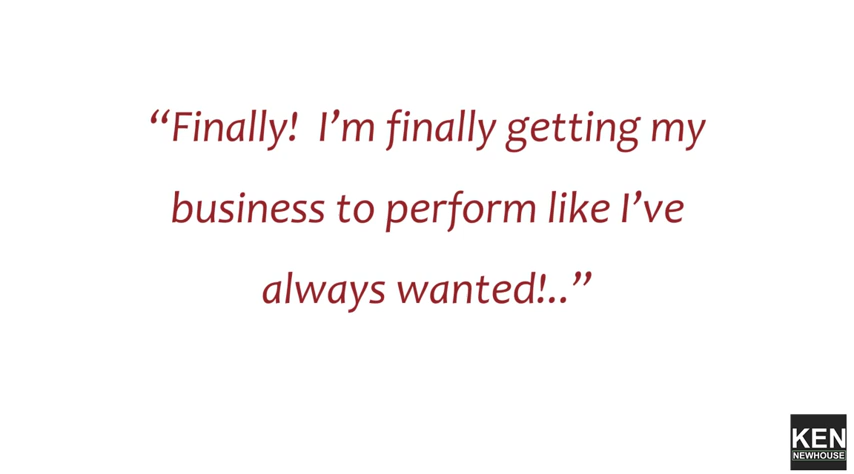 “Finally!  I’m finally getting my
business to perform like I’ve
always wanted!..”
KEN
NEWHOUSE